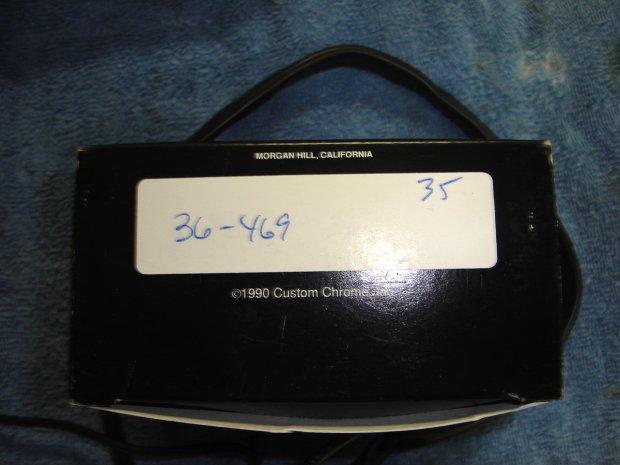 MORGAN HILL, CALIFORNIA
35
36-469
©1990 Custom Chrome